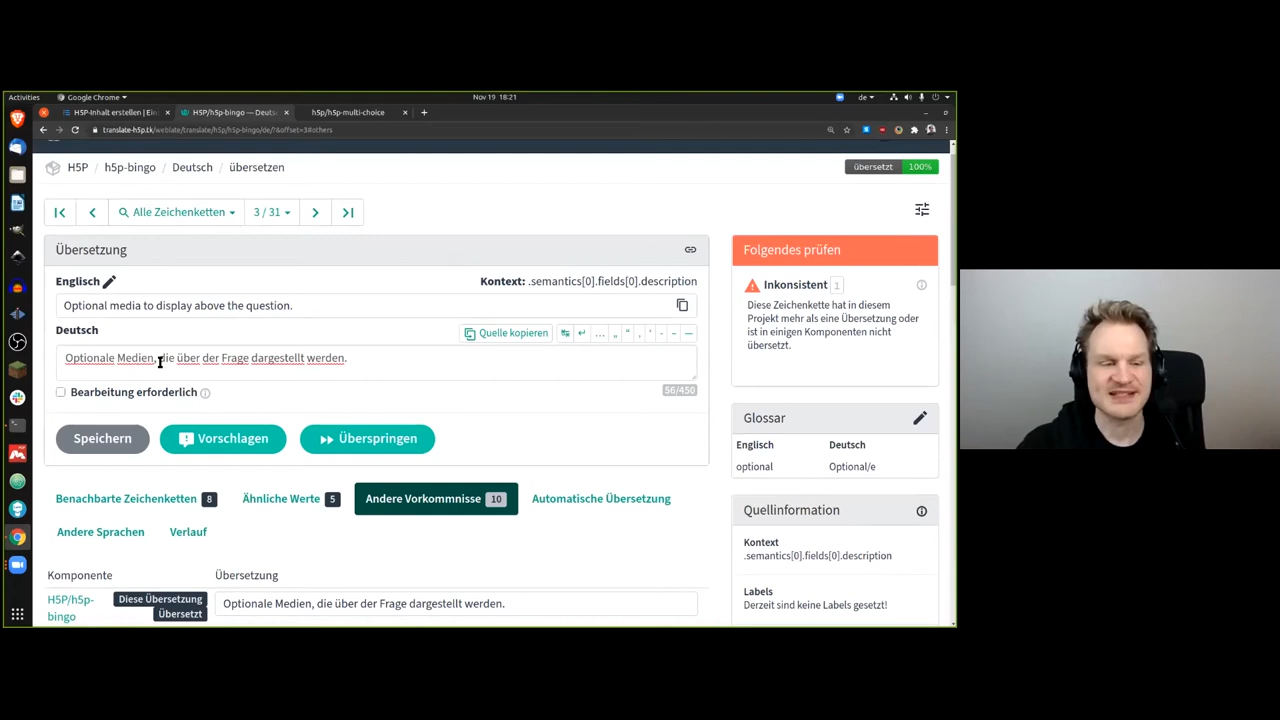 Activities
Google Chrome
Nov 19 18:21
de
H5P-Inhalt erstellen | Ein
H5P/h5p-bingo — Deuts
h5p/h5p-multi-choice
translate-h5p.tk/weblate/translate/h5p/h5p-bingo/de/?&offset=3#others
H5P / h5p-bingo / Deutsch / übersetzen
übersetzt 100%
Alle Zeichenketten
3 / 31
Übersetzung
Englisch
Kontext: .semantics[0].fields[0].description
Optional media to display above the question.
Deutsch
Quelle kopieren
Optionale Medien, die über der Frage dargestellt werden.
Bearbeitung erforderlich
56/450
Speichern
Vorschlagen
Überspringen
Benachbarte Zeichenketten 8
Ähnliche Werte 5
Andere Vorkommnisse 10
Automatische Übersetzung
Andere Sprachen
Verlauf
Komponente
Übersetzung
H5P/h5p-
bingo
Diese Übersetzung
Übersetzt
Optionale Medien, die über der Frage dargestellt werden.
Folgendes prüfen
Inkonsistent 1
Diese Zeichenkette hat in diesem
Projekt mehr als eine Übersetzung oder
ist in einigen Komponenten nicht
übersetzt.
Glossar
Englisch Deutsch
optional Optional/e
Quellinformation
Kontext
.semantics[0].fields[0].description
Labels
Derzeit sind keine Labels gesetzt!